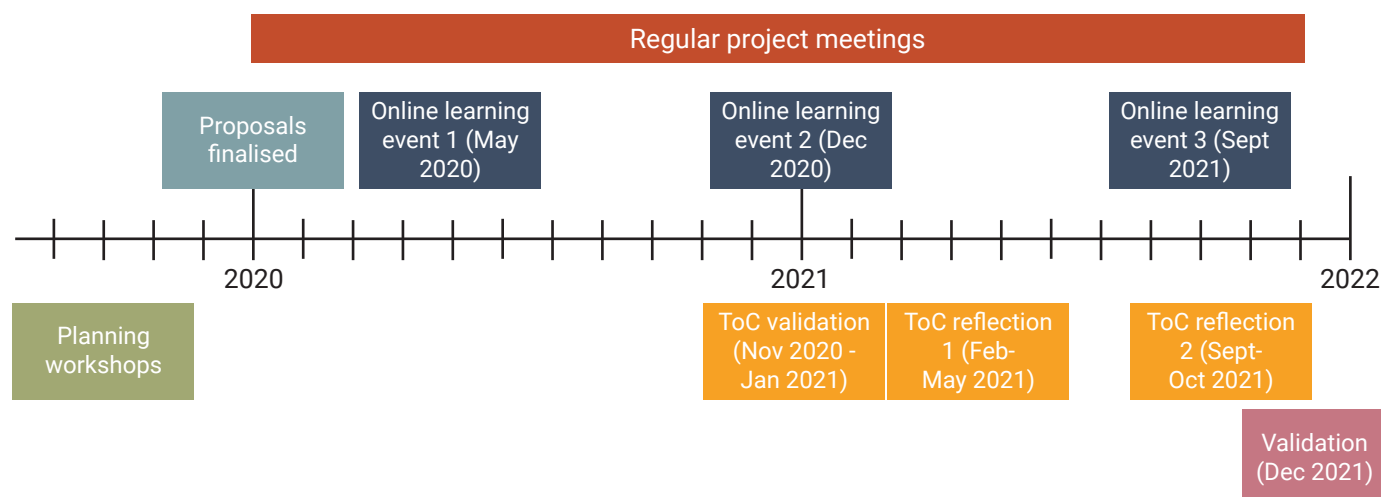 Regular project meetings
Proposals
finalised
Online learning
event 1 (May
2020)
Online learning
event 2 (Dec
2020)
Online learning
event 3 (Sept
2021)
2020
2021
2022
Planning
workshops
ToC validation
(Nov 2020 -
Jan 2021)
ToC reflection
1 (Feb-
May 2021)
ToC reflection
2 (Sept-
Oct 2021)
Validation
(Dec 2021)